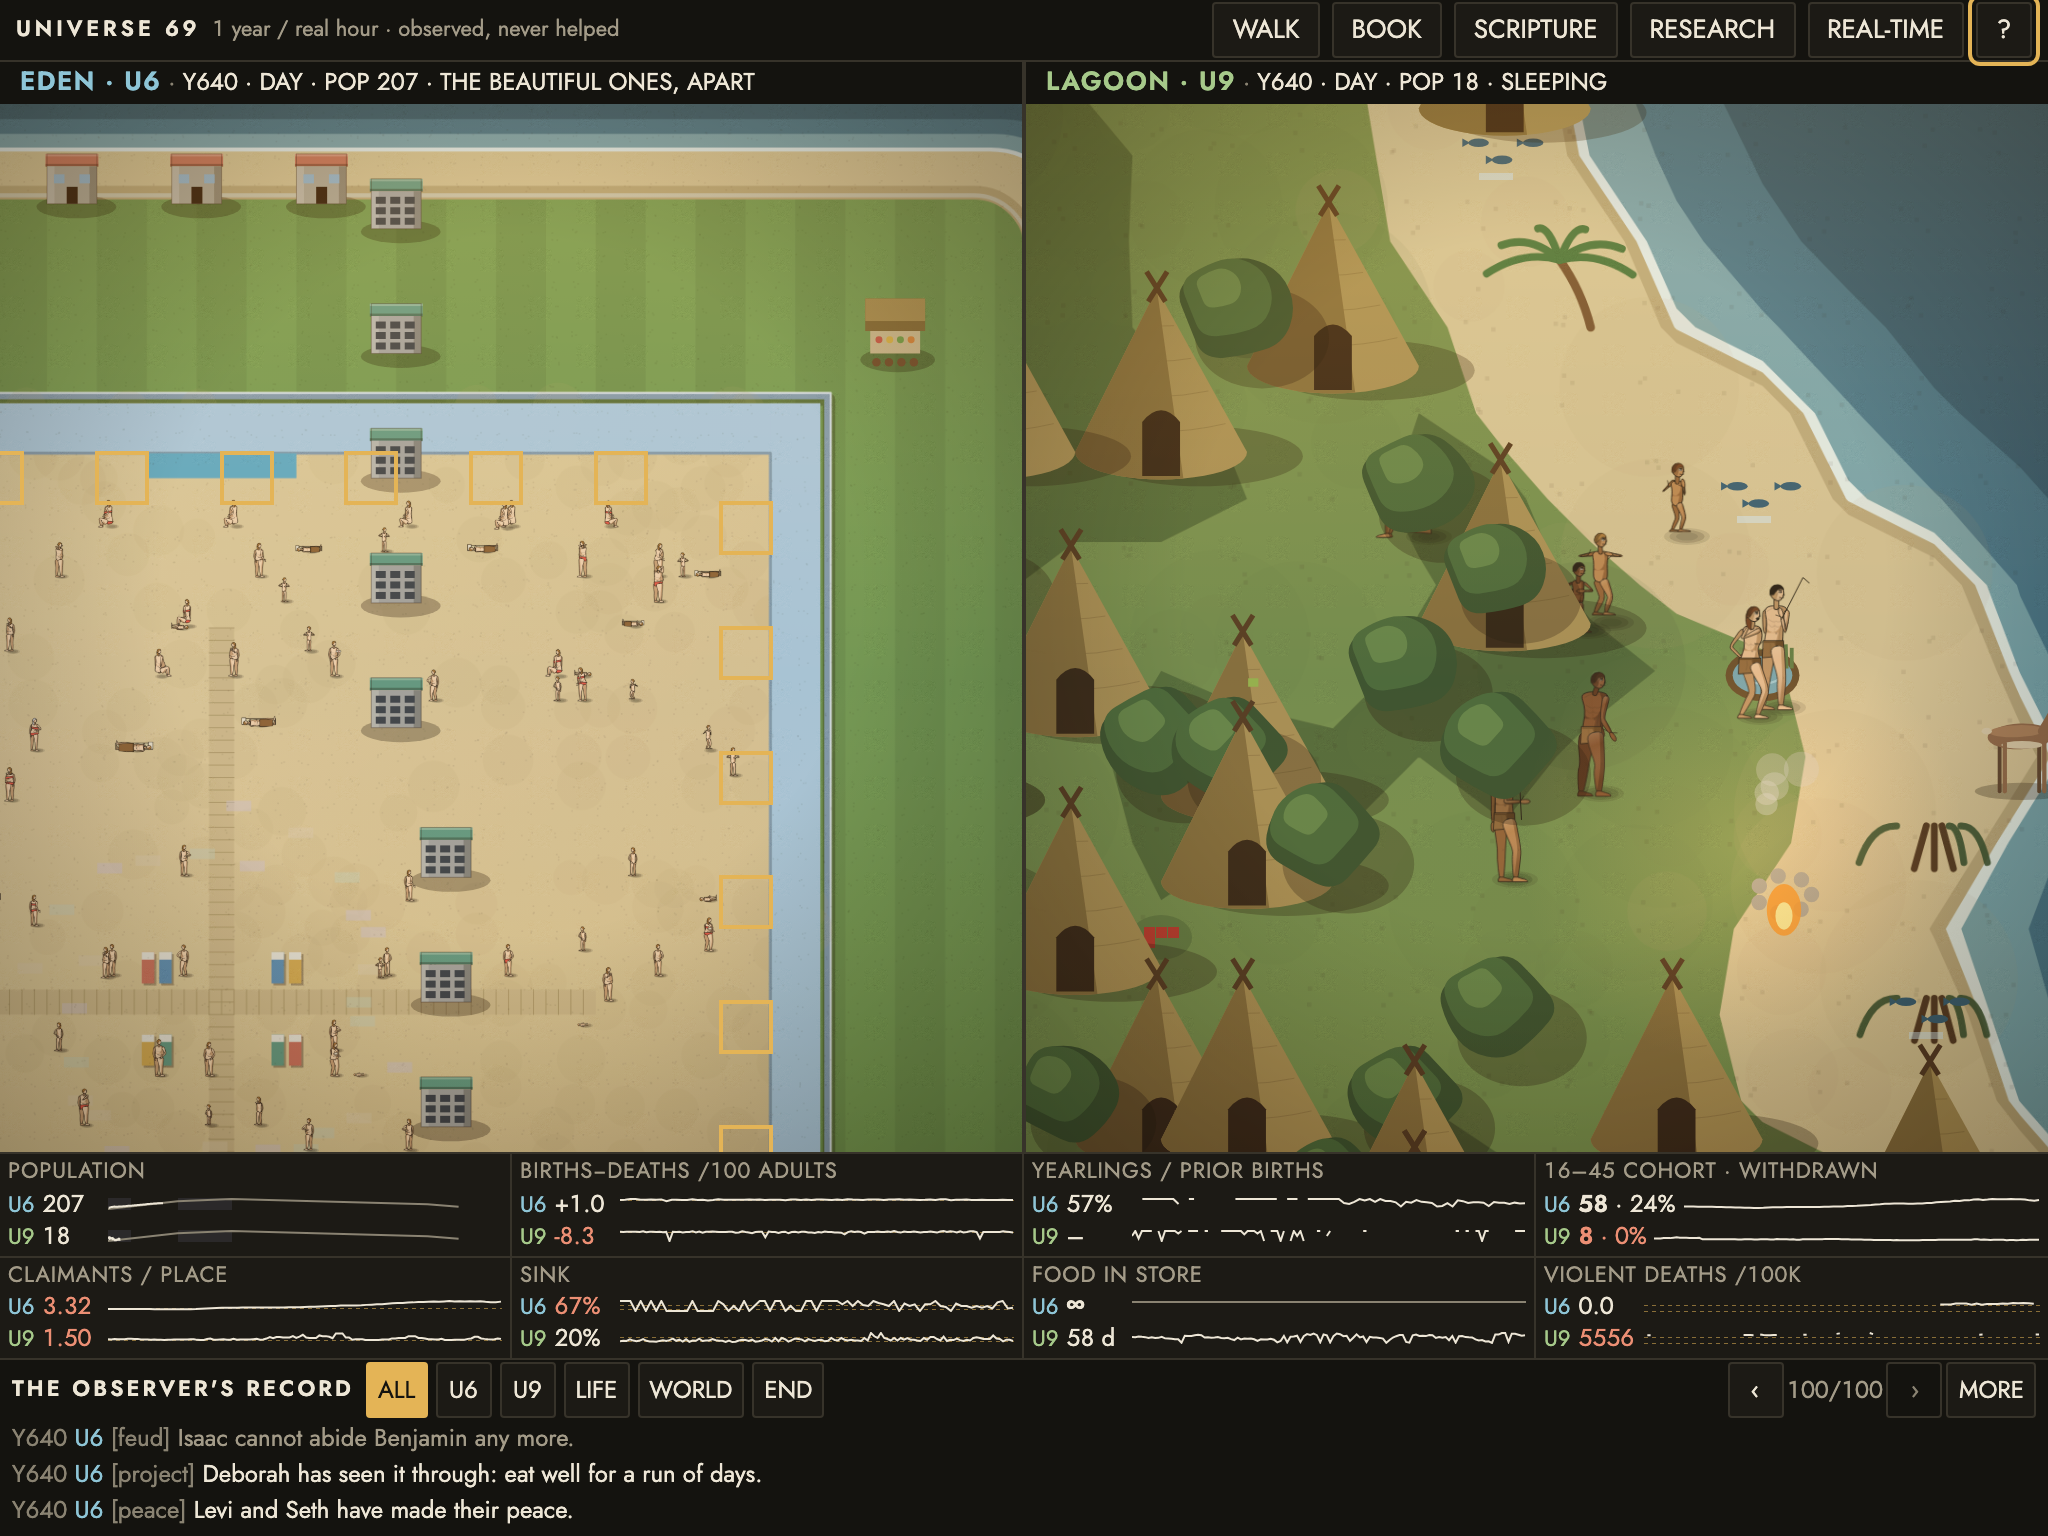 UNIVERSE 69 1 year / real hour · observed, never helped
WALK BOOK SCRIPTURE RESEARCH REAL-TIME ?
EDEN · U6 · Y640 · DAY · POP 207 · THE BEAUTIFUL ONES, APART
LAGOON · U9 · Y640 · DAY · POP 18 · SLEEPING
POPULATION
U6 207
U9 18
BIRTHS–DEATHS /100 ADULTS
U6 +1.0
U9 -8.3
YEARLINGS / PRIOR BIRTHS
U6 57%
U9 –
16–45 COHORT · WITHDRAWN
U6 58 · 24%
U9 8 · 0%
CLAIMANTS / PLACE
U6 3.32
U9 1.50
SINK
U6 67%
U9 20%
FOOD IN STORE
U6 ∞
U9 58 d
VIOLENT DEATHS /100K
U6 0.0
U9 5556
THE OBSERVER'S RECORD ALL U6 U9 LIFE WORLD END ‹ 100/100 › MORE
Y640 U6 [feud] Isaac cannot abide Benjamin any more.
Y640 U6 [project] Deborah has seen it through: eat well for a run of days.
Y640 U6 [peace] Levi and Seth have made their peace.